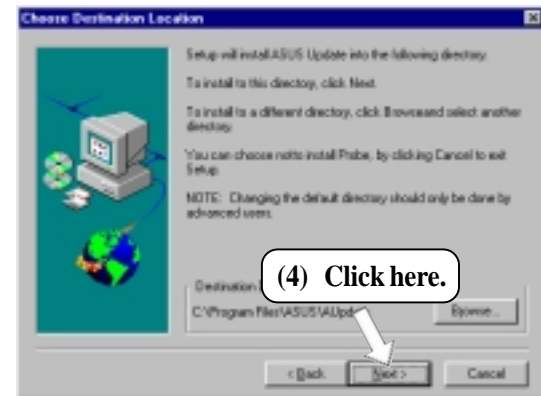 Choose Destination Location
Setup will install ASUS Update into the following directory.
To install to this directory, click Next.
To install to a different directory, click Browse and select another
directory.
You can choose not to install Probe, by clicking Cancel to exit
Setup.
NOTE: Changing the default directory should only be done by
advanced users.
Destination
(4) Click here.
C:\Program Files\ASUS\AUpd
Browse...
< Back
Next >
Cancel